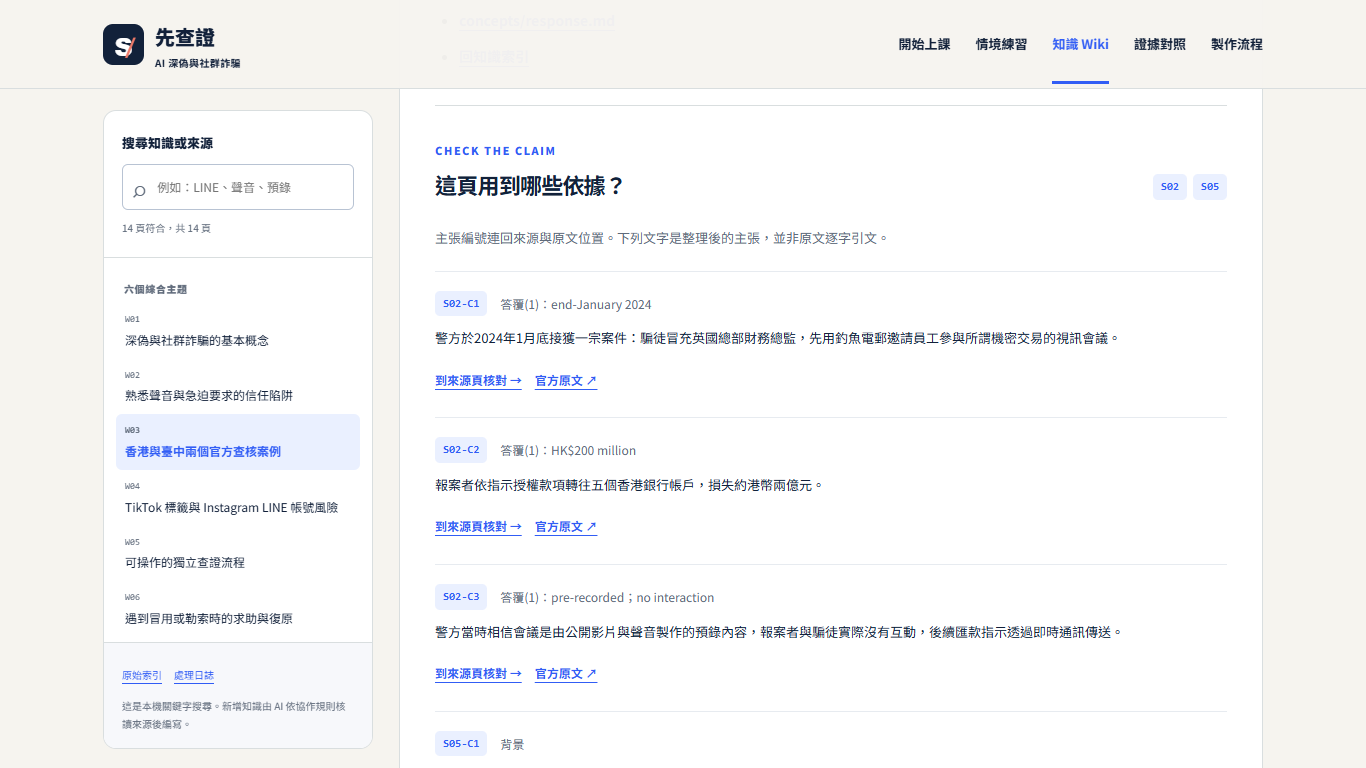 先查證
AI 深偽與社群詐騙
開始上課
情境練習
知識 Wiki
證據對照
製作流程
concepts/response.md
搜尋知識或來源
例如：LINE、聲音、預錄
14 頁符合，共 14 頁
六個綜合主題
W01
深偽與社群詐騙的基本概念
W02
熟悉聲音與急迫要求的信任陷阱
W03
香港與臺中兩個官方查核案例
W04
TikTok 標籤與 Instagram LINE 帳號風險
W05
可操作的獨立查證流程
W06
遇到冒用或勒索時的求助與復原
原始索引 處理日誌
這是本機關鍵字搜尋。新增知識由 AI 依協作規則核
讀來源後編寫。
CHECK THE CLAIM
這頁用到哪些依據？
S02 S05
主張編號連回來源與原文位置。下列文字是整理後的主張，並非原文逐字引文。
S02-C1 答覆(1)：end-January 2024
警方於2024年1月底接獲一宗案件：騙徒冒充英國總部財務總監，先用釣魚電郵邀請員工參與所謂機密交易的視訊會議。
到來源頁核對 → 官方原文 ↗
S02-C2 答覆(1)：HK$200 million
報案者依指示授權款項轉往五個香港銀行帳戶，損失約港幣兩億元。
到來源頁核對 → 官方原文 ↗
S02-C3 答覆(1)：pre-recorded；no interaction
警方當時相信會議是由公開影片與聲音製作的預錄內容，報案者與騙徒實際沒有互動，後續匯款指示透過即時通訊傳送。
到來源頁核對 → 官方原文 ↗
S05-C1 背景